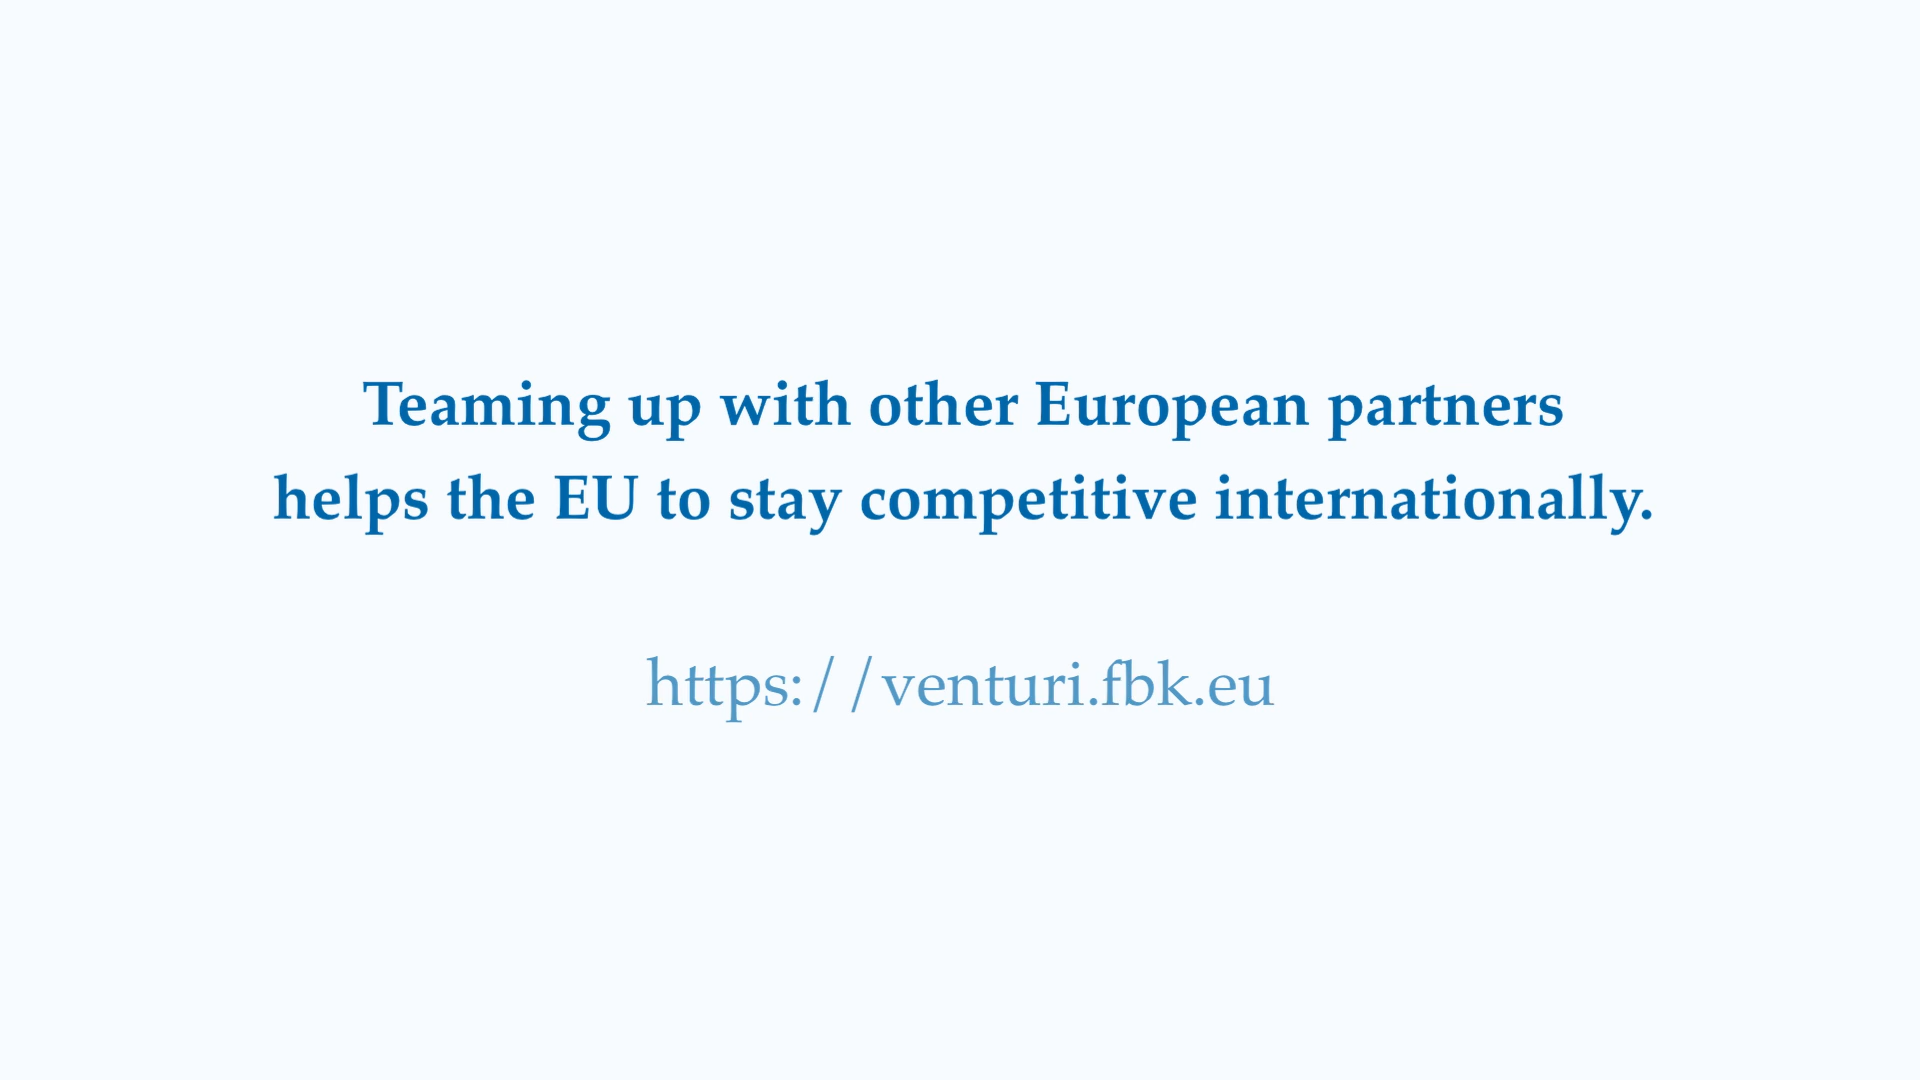 Teaming up with other European partners
helps the EU to stay competitive internationally.
https://venturi.fbk.eu